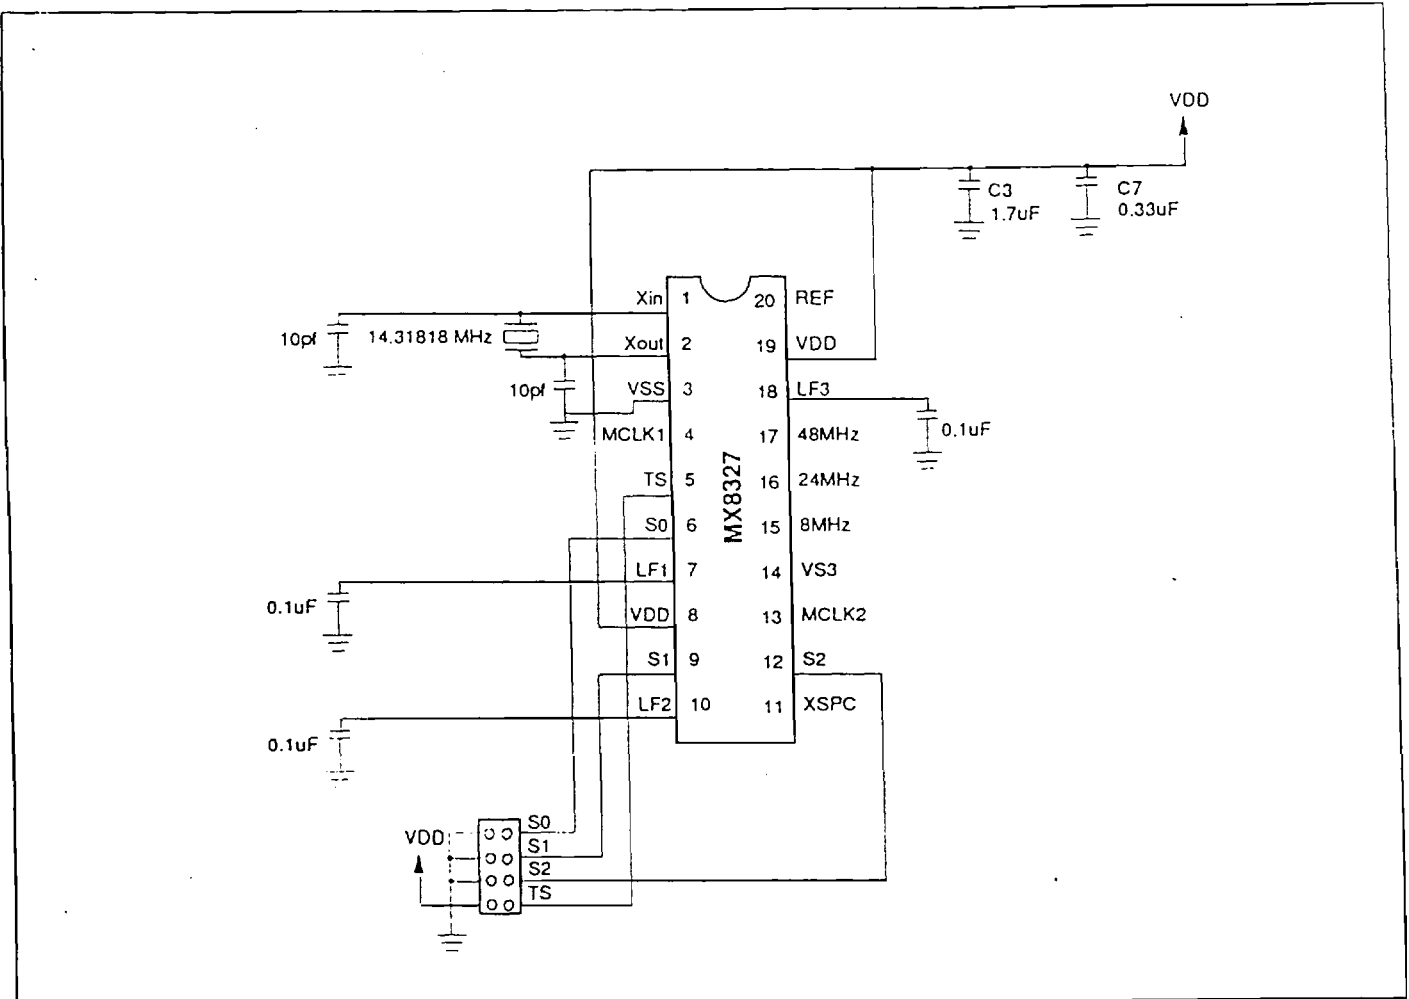 VDD
C3
1.7uF
C7
0.33uF
Xin 1 20 REF
10pf 14.31818 MHz
Xout 2 19 VDD
10pf
VSS 3 18 LF3
MCLK1 4 17 48MHz
0.1uF
TS 5 16 24MHz
MX8327
S0 6 15 8MHz
LF1 7 14 VS3
0.1uF
VDD 8 13 MCLK2
S1 9 12 S2
LF2 10 11 XSPC
0.1uF
VDD
S0
S1
S2
TS